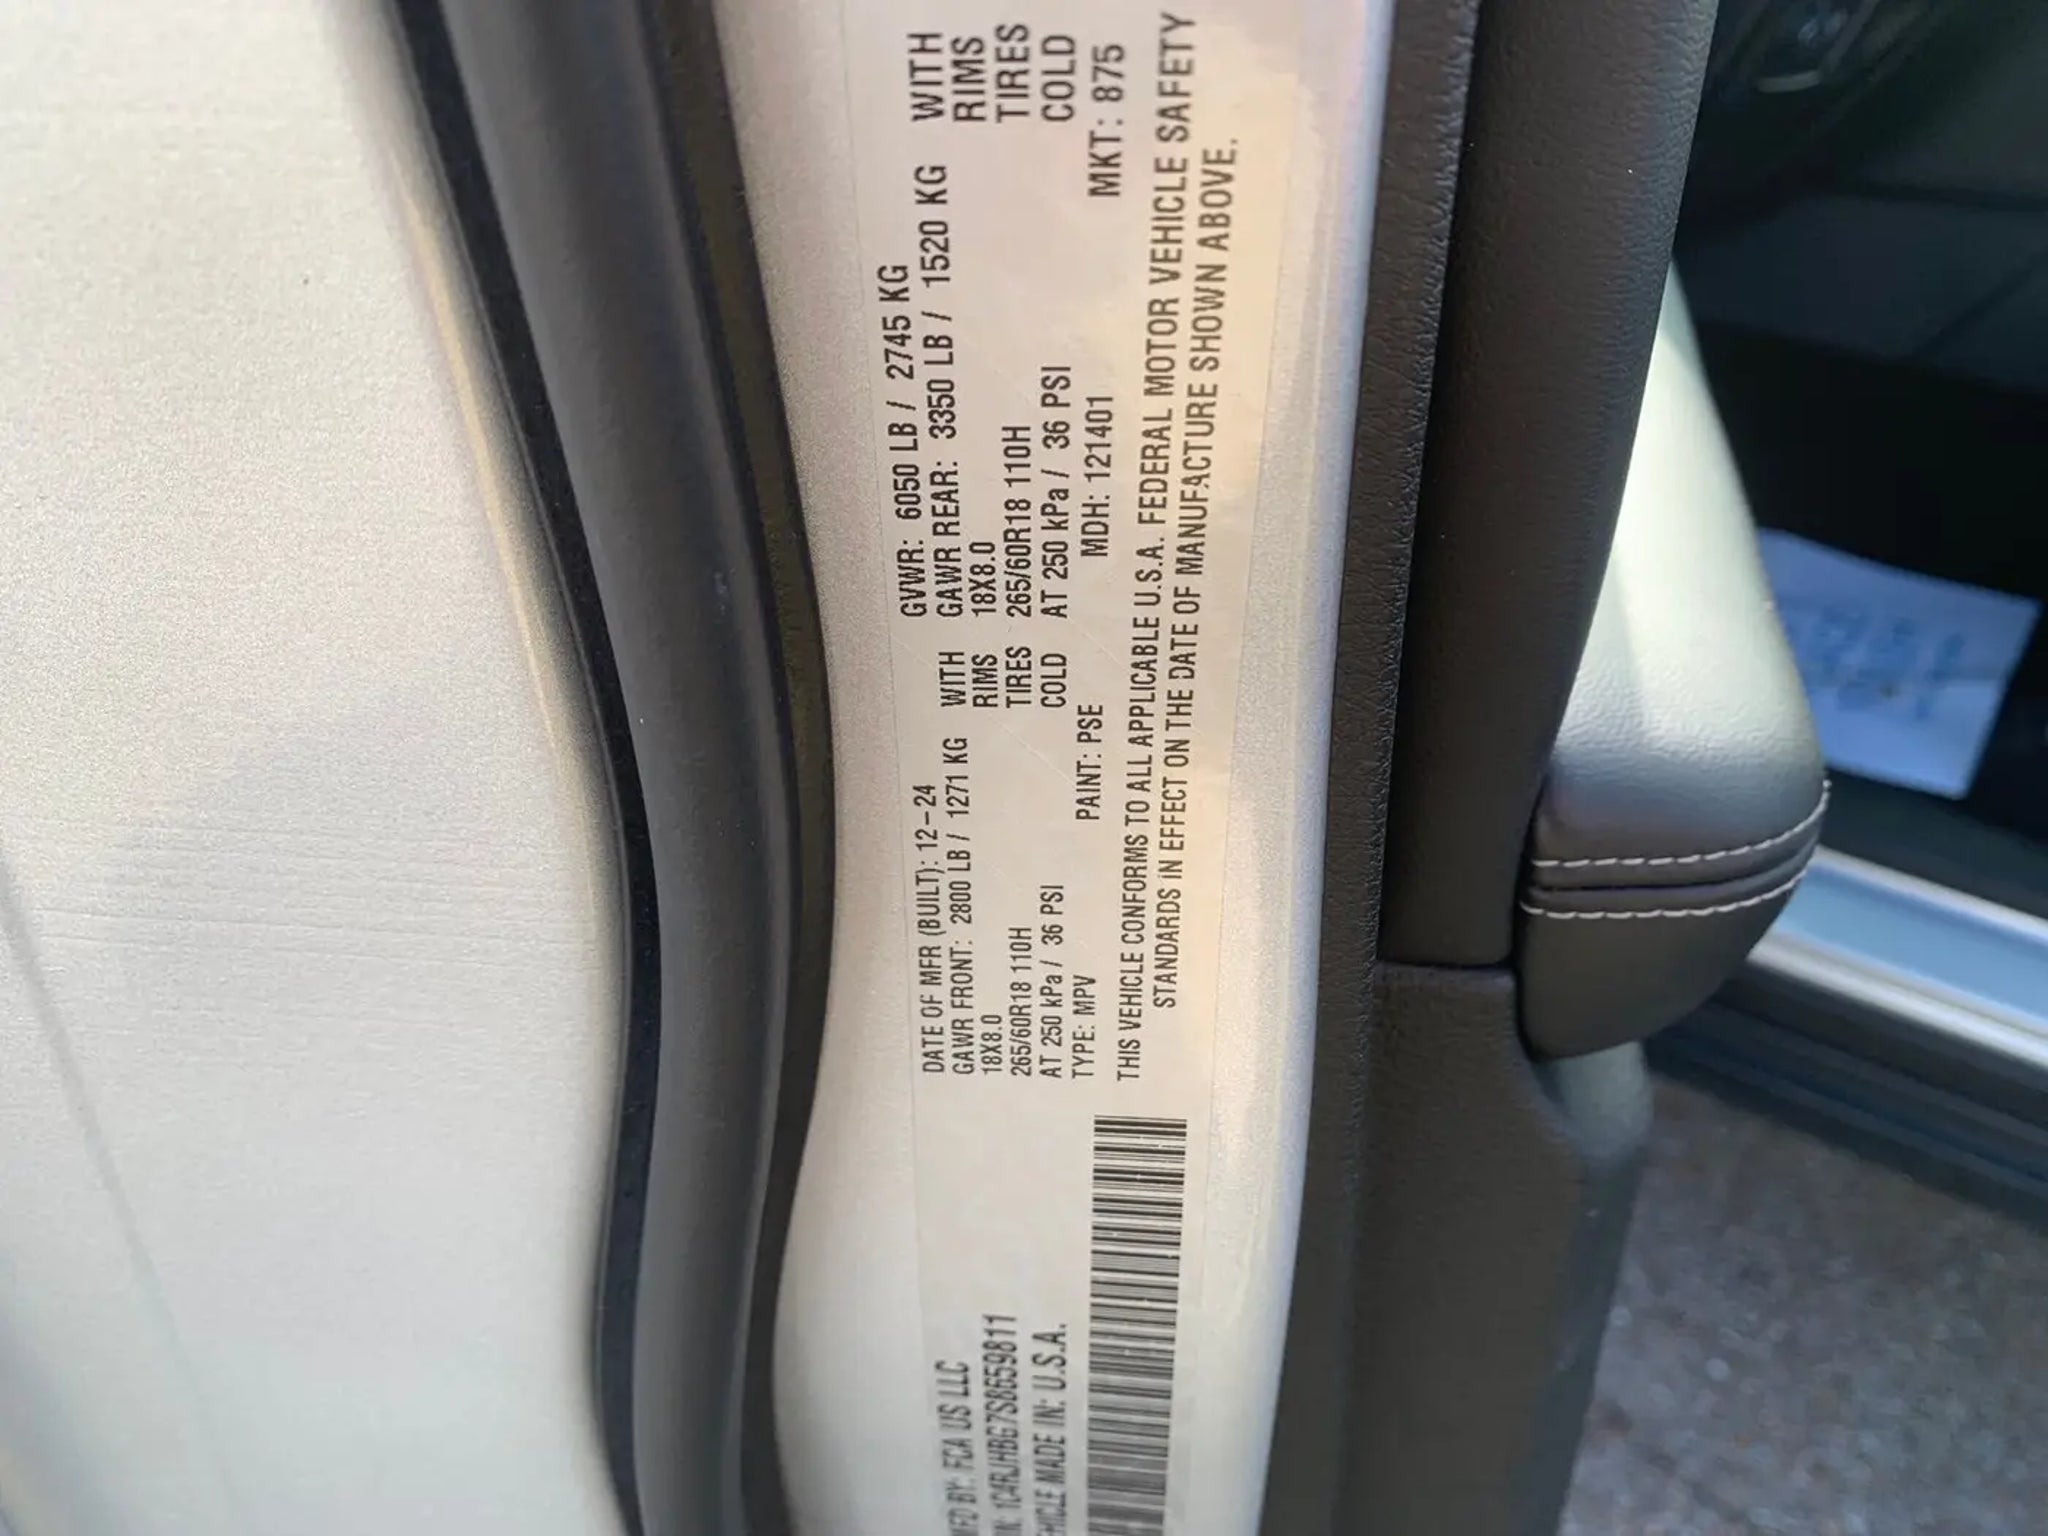 MFD BY: FCA US LLC
DATE OF MFR (BUILT): 12-24
GVWR: 6050 LB / 2745 KG
1C4RJHBG7S8659811
GAWR FRONT: 2800 LB / 1271 KG WITH
GAWR REAR: 3350 LB / 1520 KG WITH
18X8.0 RIMS
18X8.0 RIMS
265/60R18 110H TIRES
265/60R18 110H TIRES
VEHICLE MADE IN: U.S.A.
AT 250 kPa / 36 PSI COLD
AT 250 kPa / 36 PSI COLD
TYPE: MPV PAINT: PSE MDH: 121401 MKT: 875
THIS VEHICLE CONFORMS TO ALL APPLICABLE U.S.A. FEDERAL MOTOR VEHICLE SAFETY
STANDARDS IN EFFECT ON THE DATE OF MANUFACTURE SHOWN ABOVE.